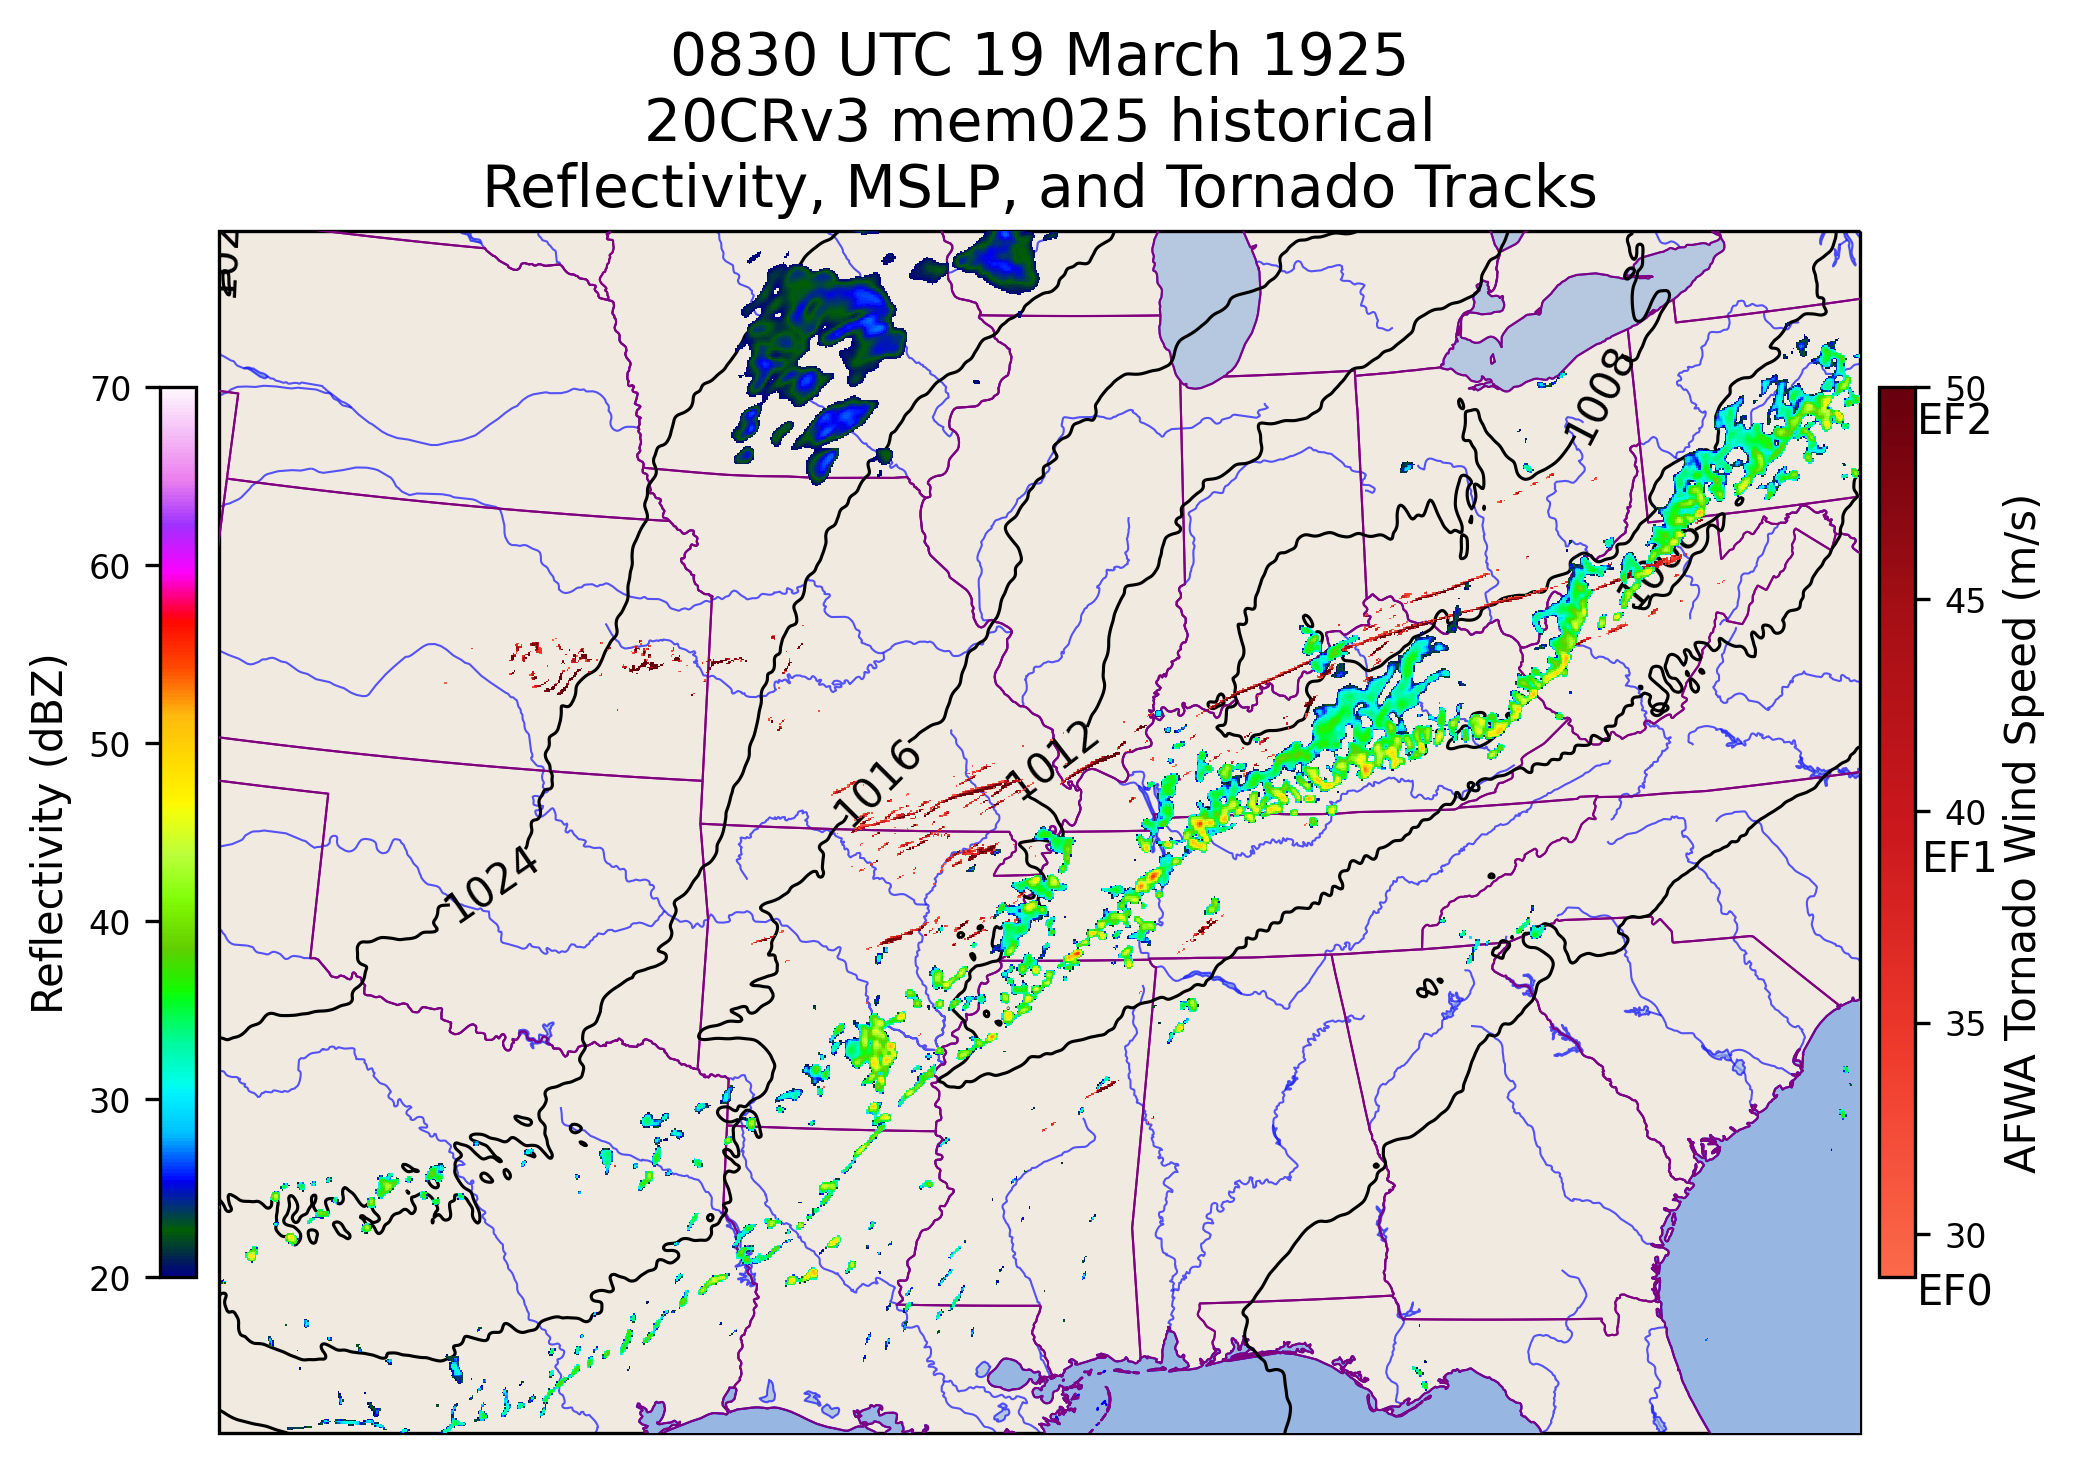 0830 UTC 19 March 1925
20CRv3 mem025 historical
Reflectivity, MSLP, and Tornado Tracks
70
60
50
40
30
20
Reflectivity (dBZ)
1008
1016
1012
1024
50
EF2
45
40
EF1
35
30
EF0
AFWA Tornado Wind Speed (m/s)